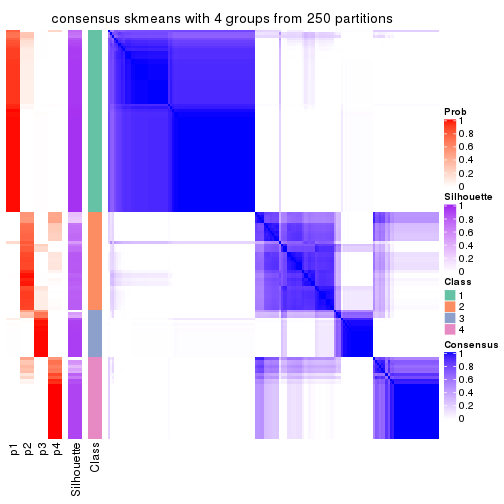 consensus skmeans with 4 groups from 250 partitions
Prob
1
0.8
0.6
0.4
0.2
0
Silhouette
1
0.8
0.6
0.4
0.2
0
Class
1
2
3
4
Consensus
1
0.8
0.6
0.4
0.2
0
p1
p2
p3
p4
Silhouette
Class